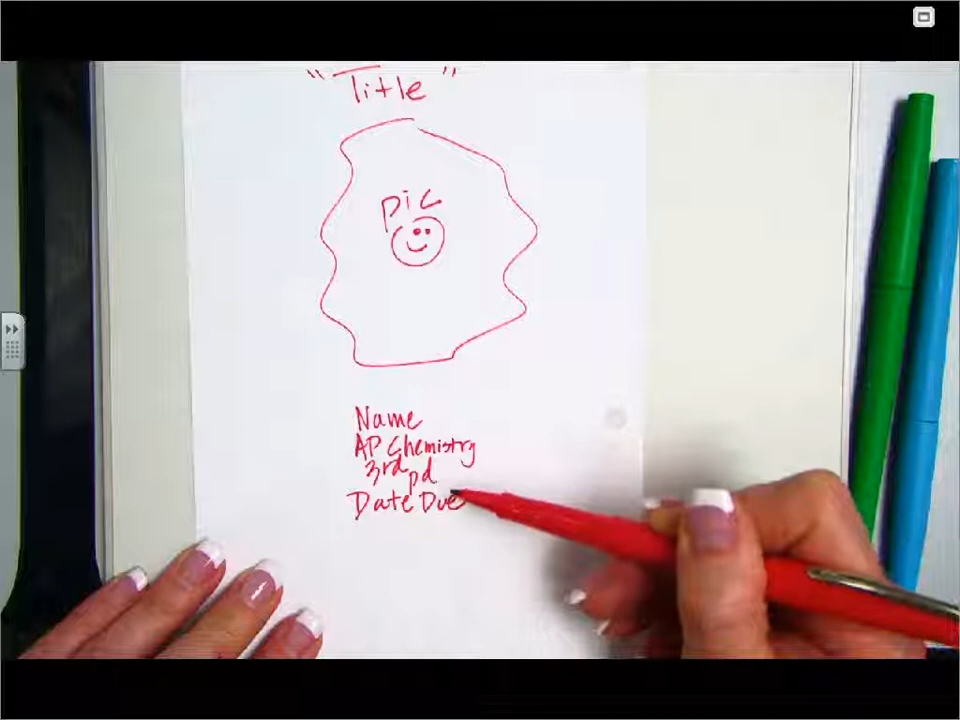 " Title "
pic
Name
AP Chemistry
3rd pd
Date Due